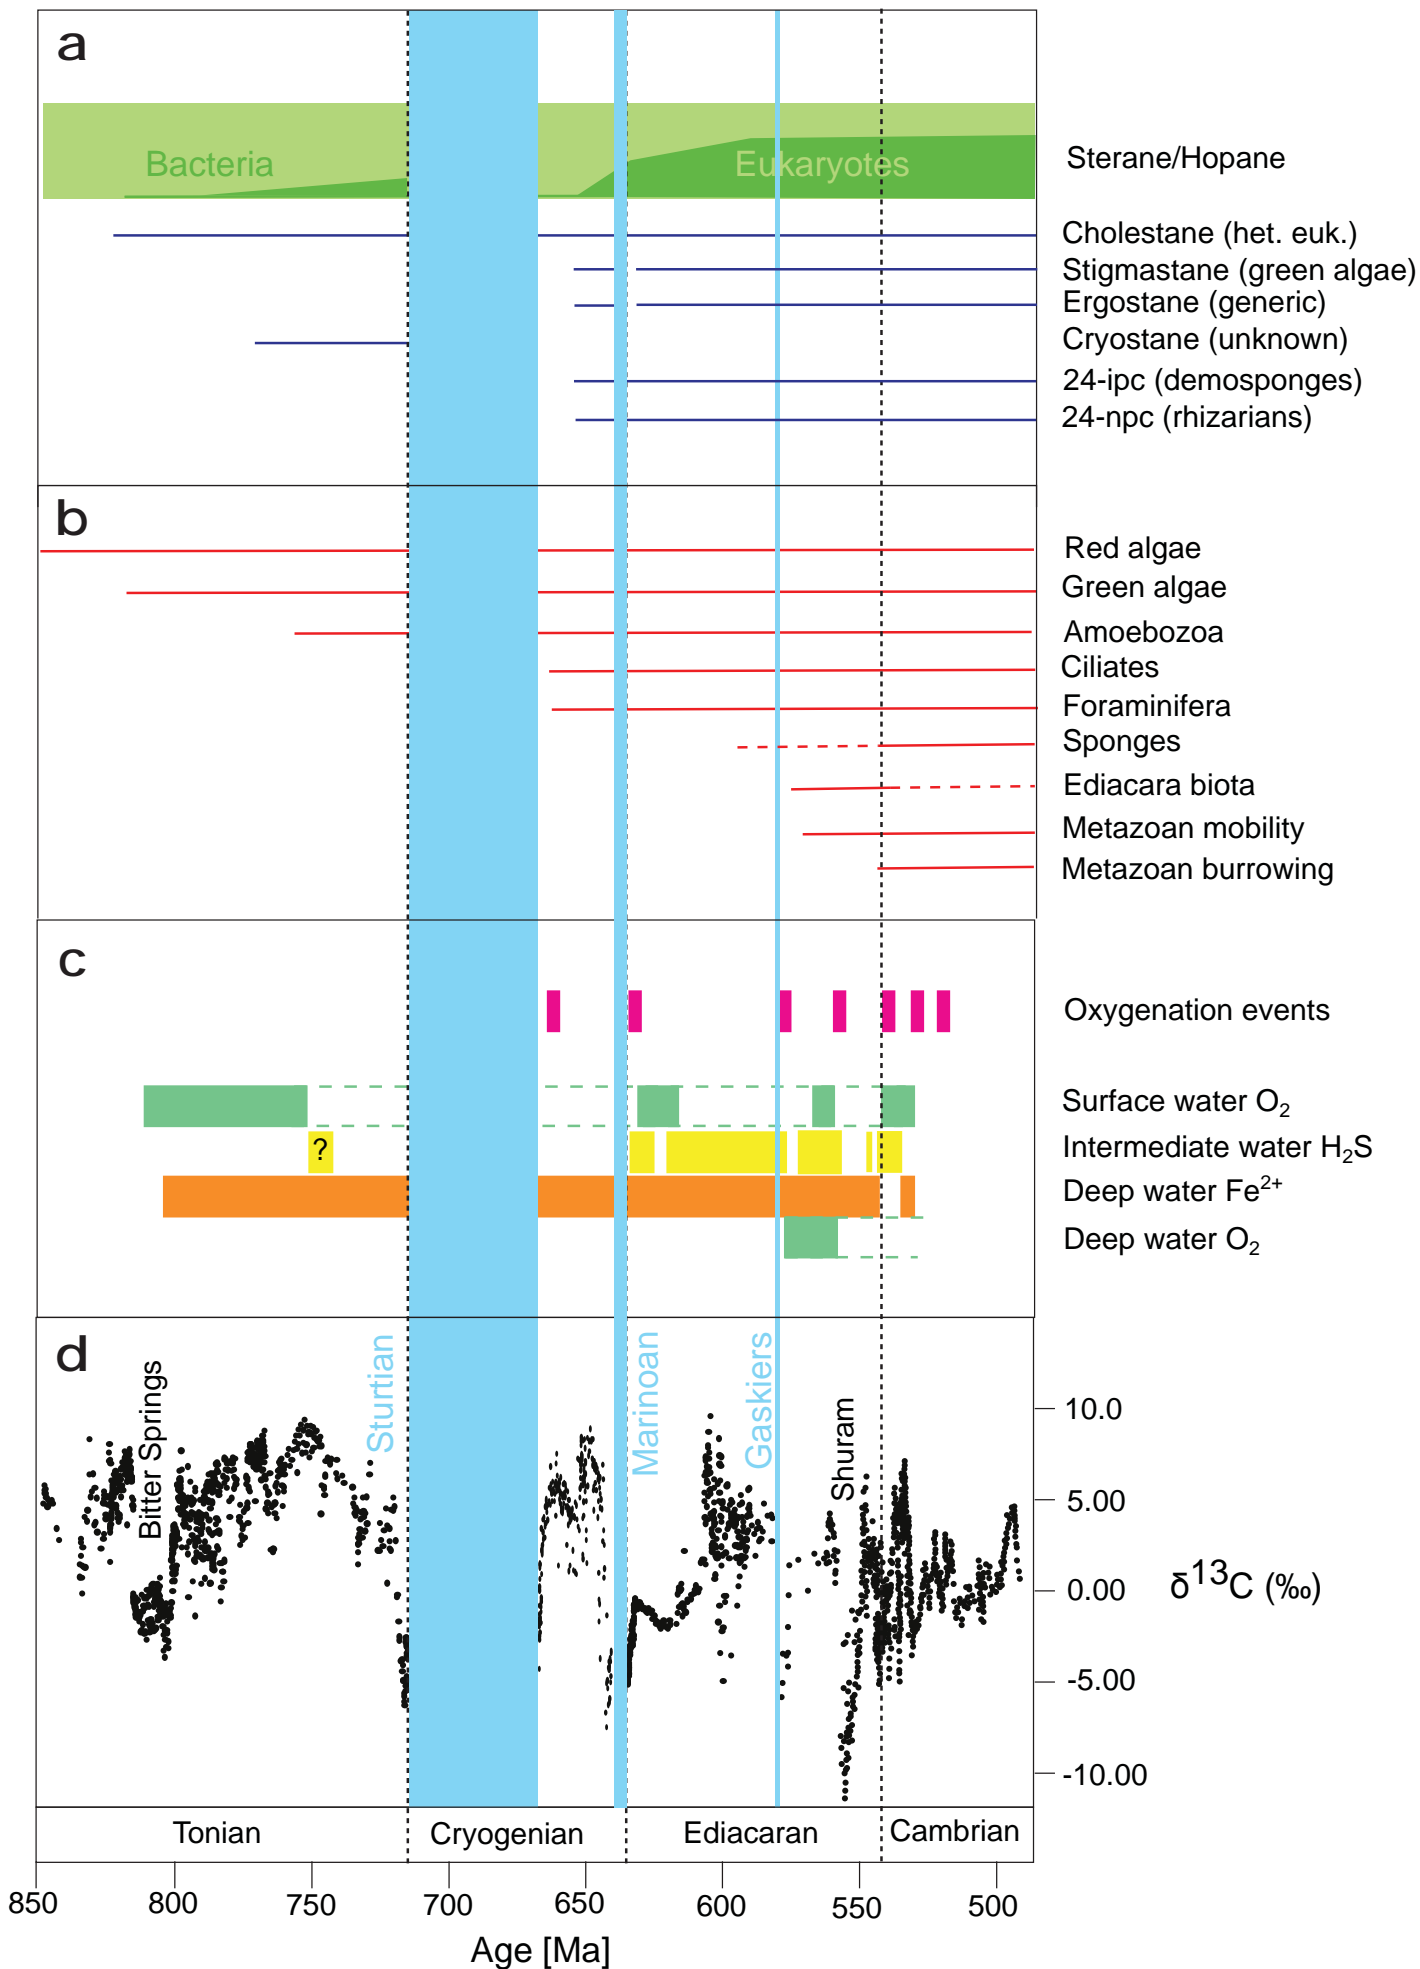 a
Bacteria
Eukaryotes
Sterane/Hopane
Cholestane (het. euk.)
Stigmastane (green algae)
Ergostane (generic)
Cryostane (unknown)
24-ipc (demosponges)
24-npc (rhizarians)
b
Red algae
Green algae
Amoebozoa
Ciliates
Foraminifera
Sponges
Ediacara biota
Metazoan mobility
Metazoan burrowing
c
Oxygenation events
Surface water O₂
?
Intermediate water H₂S
Deep water Fe²⁺
Deep water O₂
d
Bitter Springs
Sturtian
Marinoan
Gaskiers
Shuram
10.0
5.00
0.00
-5.00
-10.00
δ¹³C (‰)
Tonian
Cryogenian
Ediacaran
Cambrian
850 800 750 700 650 600 550 500
Age [Ma]